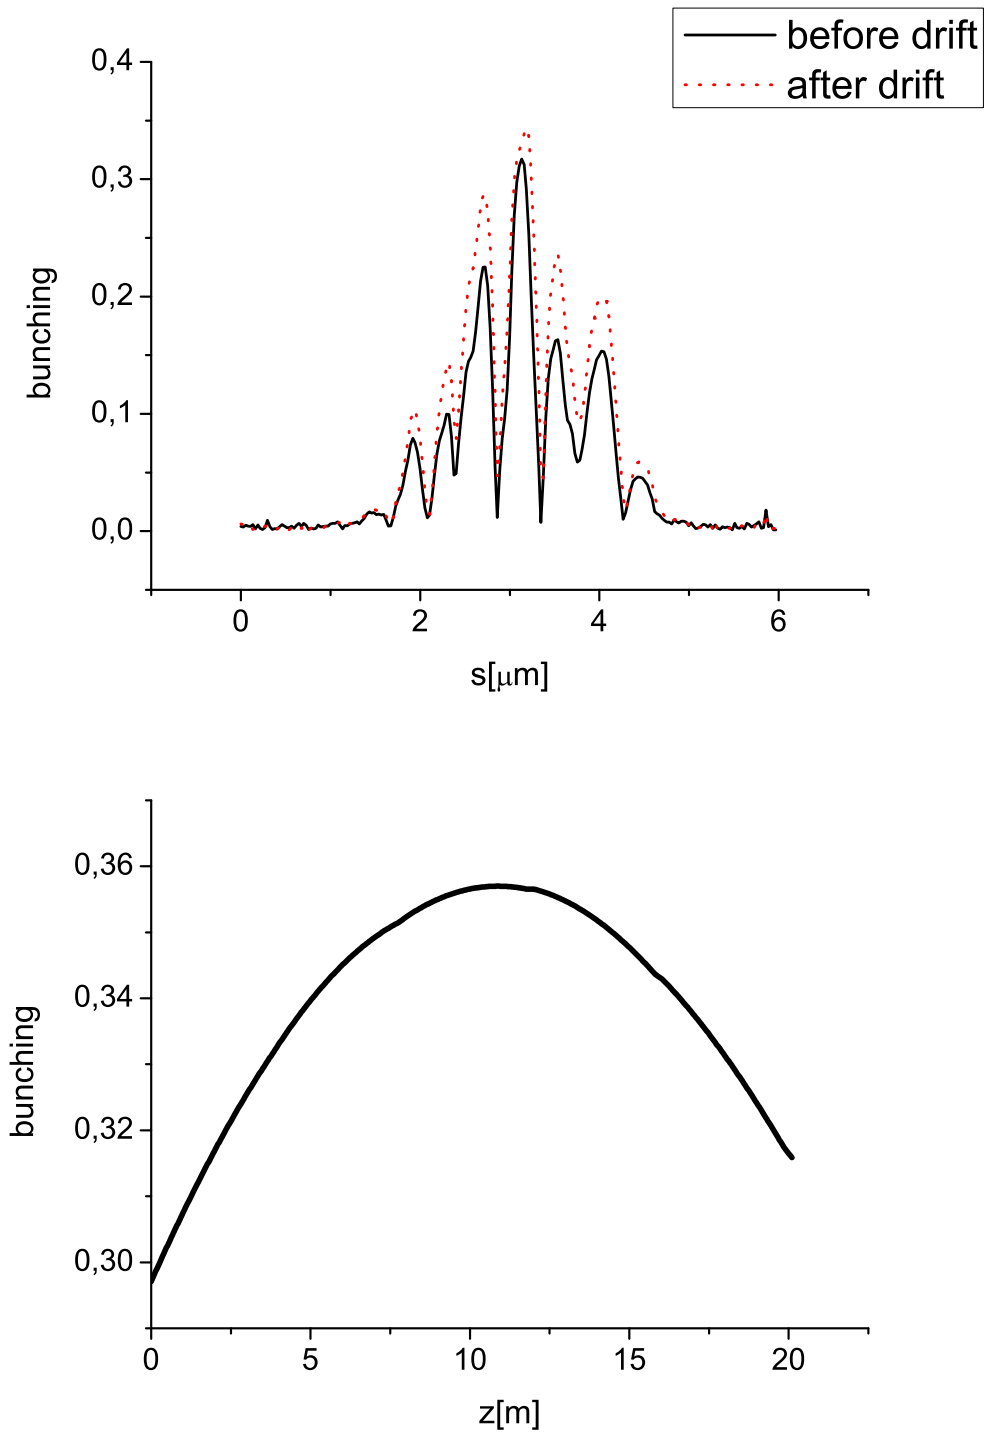 before drift
after drift
0,4
0,3
0,2
0,1
0,0
bunching
0 2 4 6
s[μm]
0,36
0,34
0,32
0,30
bunching
0 5 10 15 20
z[m]